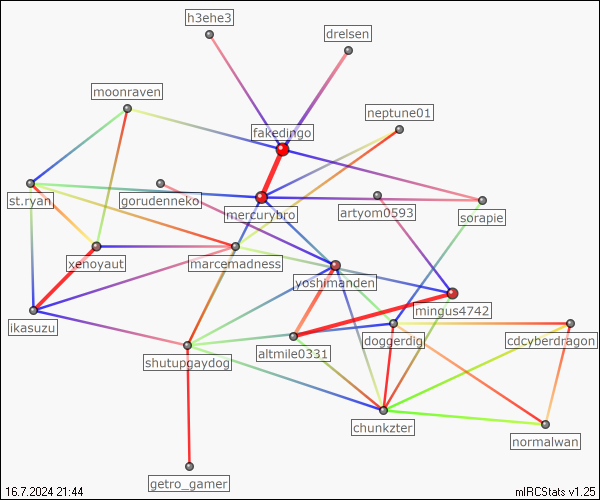 h3ehe3
drelsen
moonraven
neptune01
fakedingo
st.ryan
gorudenneko
artyom0593
sorapie
mercurybro
xenoyaut
marcemadness
yoshimanden
mingus4742
ikasuzu
shutupgaydog
altmile0331
doggerdig
cdcyberdragon
chunkzter
normalwan
getro_gamer
16.7.2024 21:44
mIRCStats v1.25